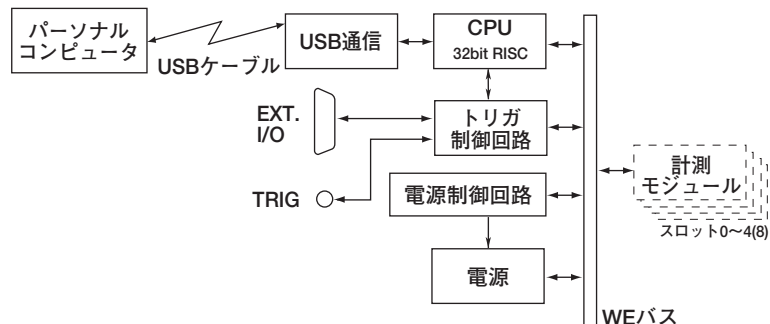 パーソナル
コンピュータ
USBケーブル
USB通信
CPU
32bit RISC
EXT.
I/O
トリガ
制御回路
TRIG
電源制御回路
電源
計測
モジュール
スロット0〜4(8)
WEバス